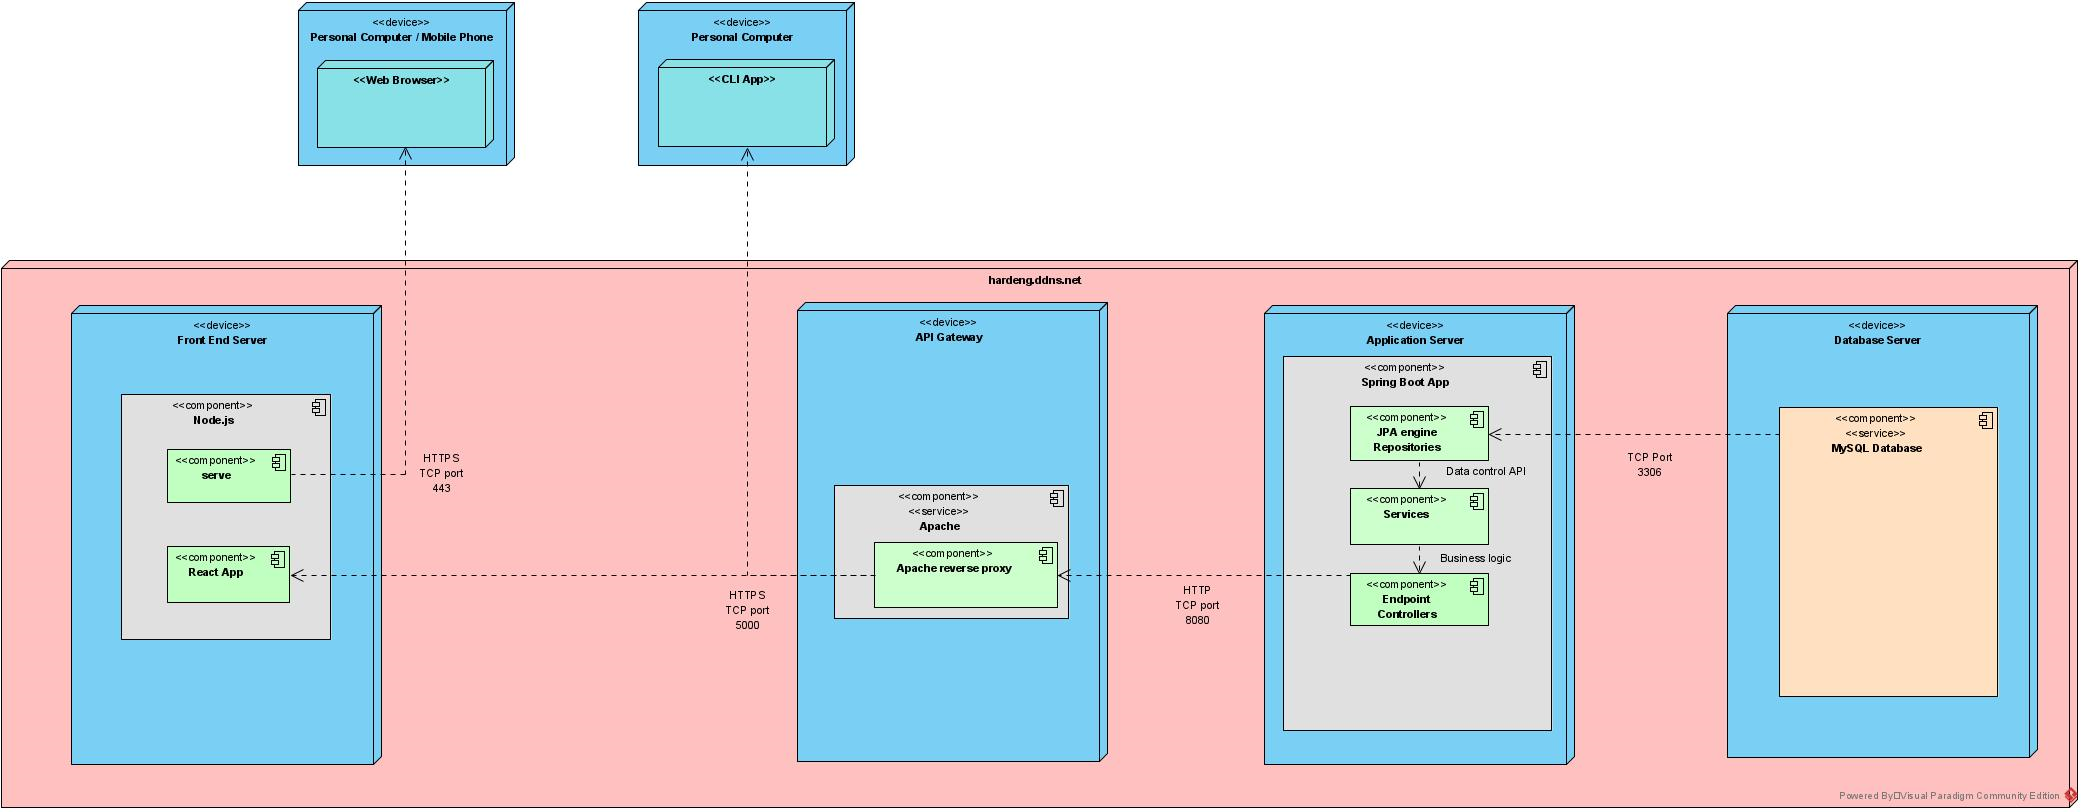 <<device>>
Personal Computer / Mobile Phone
<<Web Browser>>
<<device>>
Personal Computer
<<CLI App>>
hardeng.ddns.net
<<device>>
Front End Server
<<component>>
Node.js
<<component>>
serve
<<component>>
React App
HTTPS
TCP port
443
HTTPS
TCP port
5000
<<device>>
API Gateway
<<component>>
<<service>>
Apache
<<component>>
Apache reverse proxy
HTTP
TCP port
8080
<<device>>
Application Server
<<component>>
Spring Boot App
<<component>>
JPA engine
Repositories
Data control API
<<component>>
Services
Business logic
<<component>>
Endpoint
Controllers
TCP Port
3306
<<device>>
Database Server
<<component>>
<<service>>
MySQL Database
Powered By□Visual Paradigm Community Edition